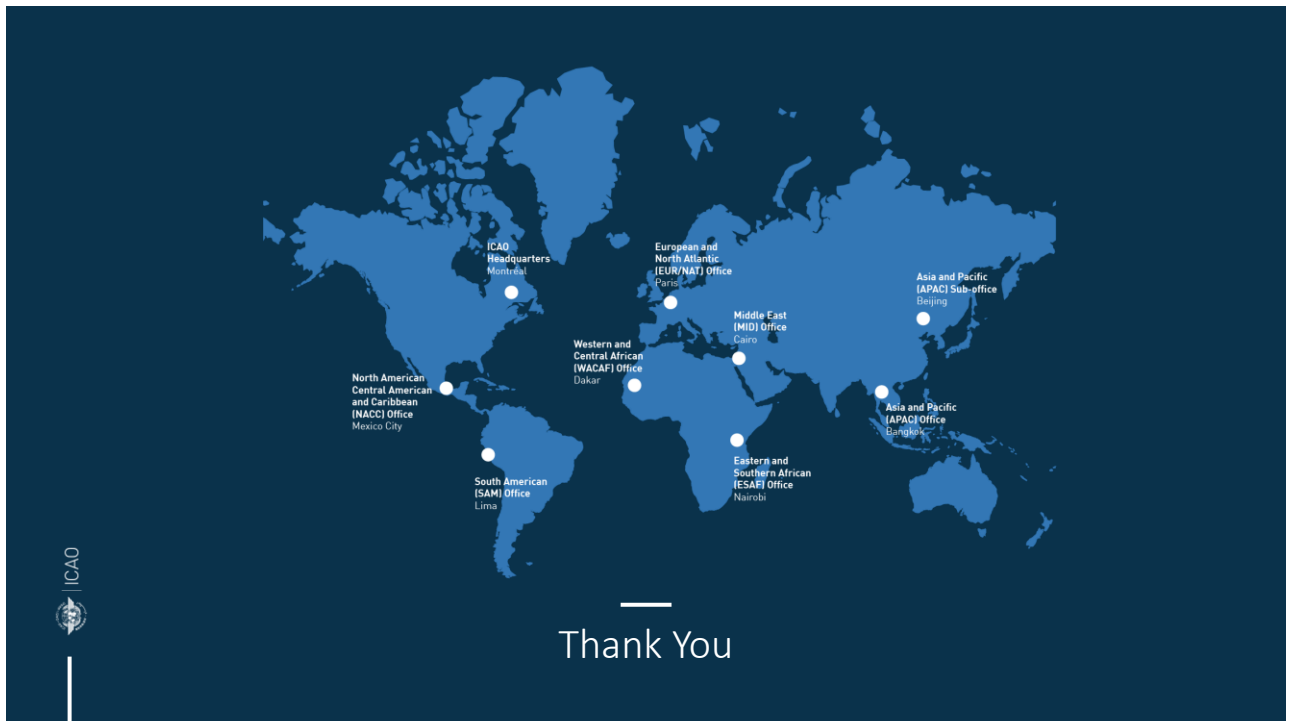 ICAO
Headquarters
Montréal
European and
North Atlantic
(EUR/NAT) Office
Paris
Asia and Pacific
(APAC) Sub-office
Beijing
Middle East
(MID) Office
Cairo
Western and
Central African
(WACAF) Office
Dakar
North American
Central American
and Caribbean
(NACC) Office
Mexico City
Asia and Pacific
(APAC) Office
Bangkok
Eastern and
Southern African
(ESAF) Office
Nairobi
South American
(SAM) Office
Lima
ICAO
Thank You